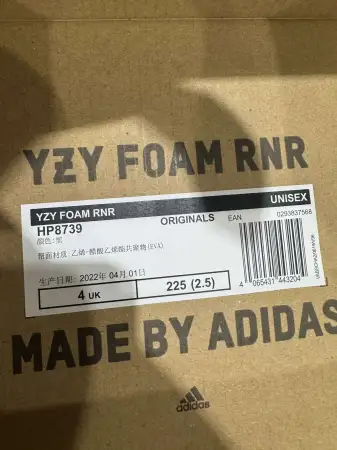 YZY FOAM RNR
YZY FOAM RNR
UNISEX
HP8739
ORIGINALS
EAN
0293837568
颜色:黑
鞋面材质: 乙烯-醋酸乙烯酯共聚物(EVA)
生产日期: 2022年 04月 01日
4 UK
225 (2.5)
4 065431 443204
MADE BY ADIDAS
adidas